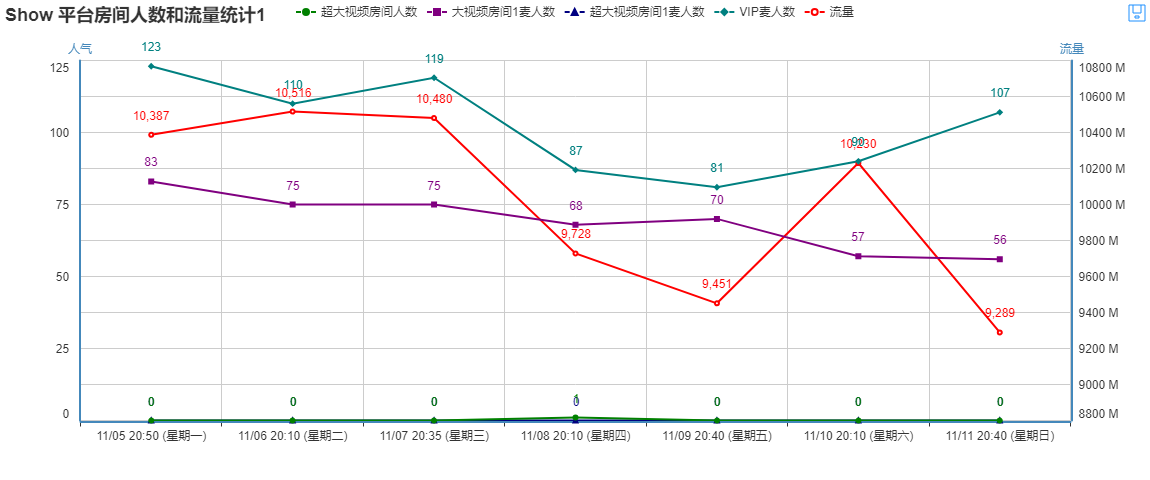 Show 平台房间人数和流量统计1
超大视频房间人数 大视频房间1麦人数 超大视频房间1麦人数 VIP麦人数 流量
人气 流量
125 10800 M
10600 M
100 10400 M
10200 M
75 10000 M
9800 M
50 9600 M
9400 M
25 9200 M
9000 M
0 8800 M
123 110 119 87 81 90 107
10,387 10,516 10,480 9,728 9,451 10,230 9,289
83 75 75 68 70 57 56
0 0 0 1 0 0 0
0 0 0 0 0 0 0
11/05 20:50 (星期一) 11/06 20:10 (星期二) 11/07 20:35 (星期三) 11/08 20:10 (星期四) 11/09 20:40 (星期五) 11/10 20:10 (星期六) 11/11 20:40 (星期日)